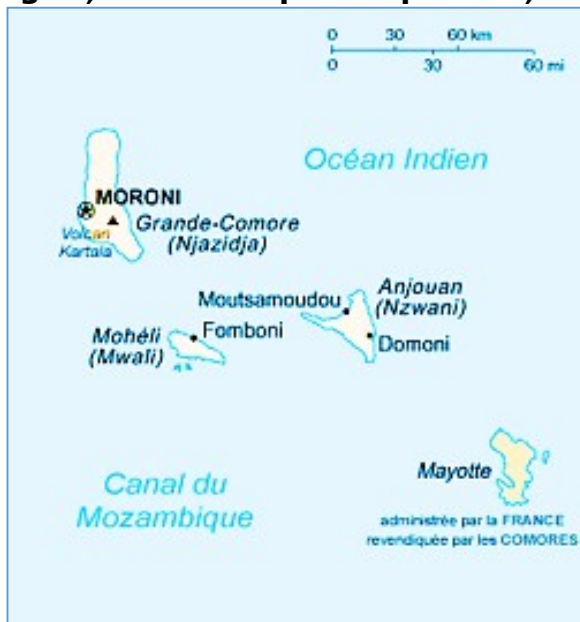 0 30 60 km
0 30 60 mi
Océan Indien
MORONI
Volcan
Kartala
Grande-Comore
(Njazidja)
Anjouan
(Nzwani)
Moutsamoudou
Domoni
Mohéli
(Mwali)
Fomboni
Mayotte
Canal du
Mozambique
administrée par la FRANCE
revendiquée par les COMORES